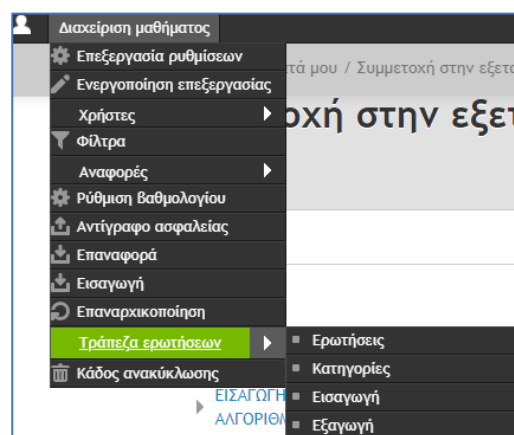 Διαχείριση μαθήματος
Επεξεργασία ρυθμίσεων
τά μου / Συμμετοχή στην εξετα
Ενεργοποίηση επεξεργασίας
Χρήστες
οχή στην εξετ
Φίλτρα
Αναφορές
Ρύθμιση βαθμολογίου
Αντίγραφο ασφαλείας
Επαναφορά
Εισαγωγή
Επαναρχικοποίηση
Τράπεζα ερωτήσεων
Ερωτήσεις
Κάδος ανακύκλωσης
Κατηγορίες
ΕΙΣΑΓΩΓΗ
Εισαγωγή
ΑΛΓΟΡΙΘΜ
Εξαγωγή